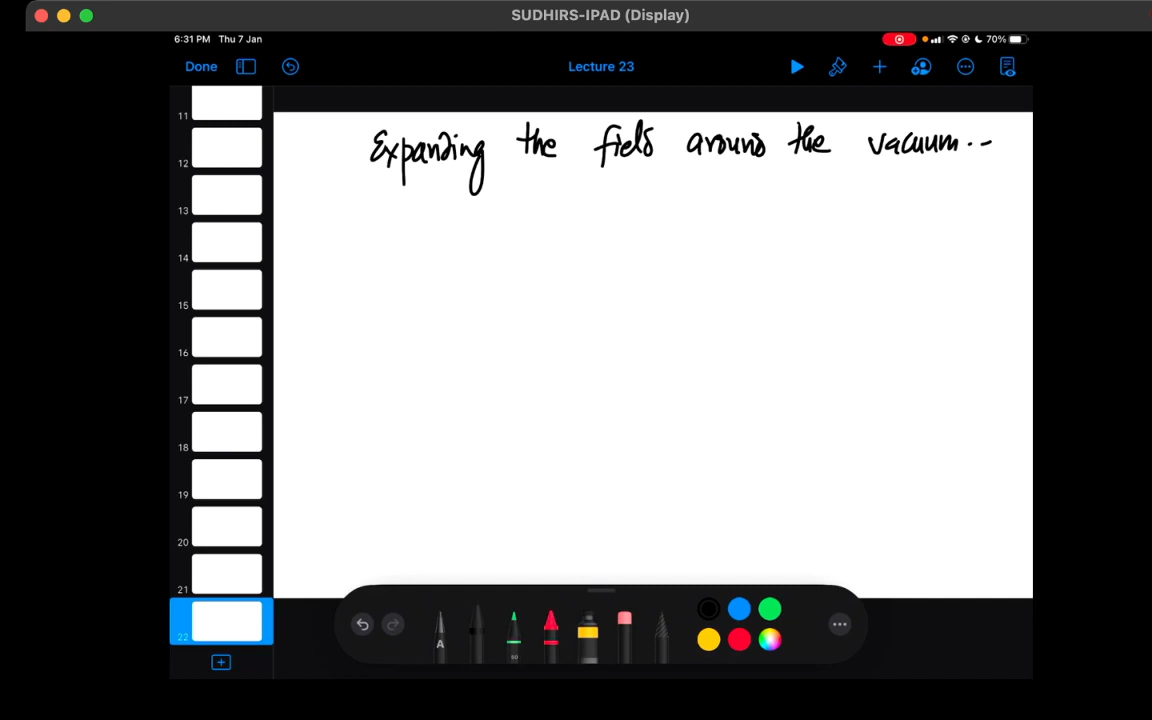 SUDHIRS-IPAD (Display)
6:31 PM Thu 7 Jan
70%
Done
Lecture 23
11
12
13
14
15
16
17
18
19
20
21
22
Expanding the field around the vacuum...
A
50